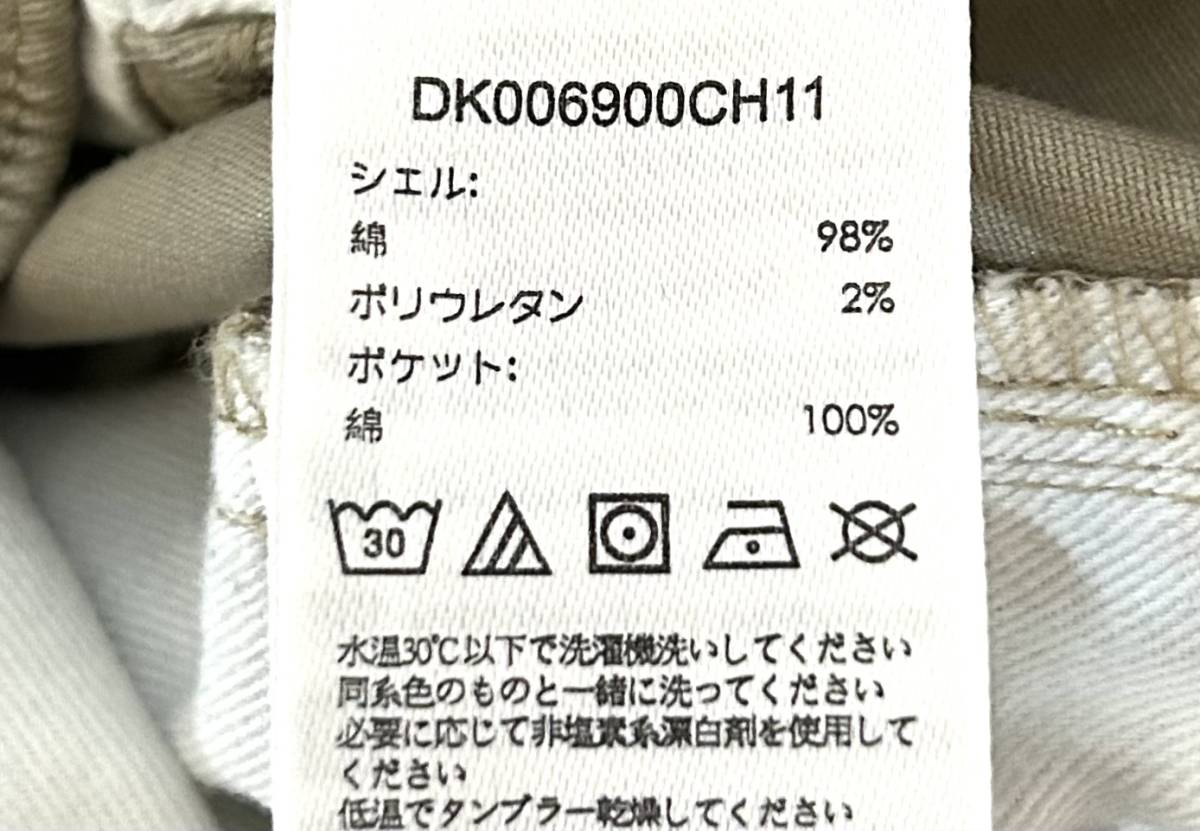 DK006900CH11
シェル:
綿 98%
ポリウレタン 2%
ポケット:
綿 100%
30
水温30℃以下で洗濯機洗いしてください
同系色のものと一緒に洗ってください
必要に応じて非塩素系漂白剤を使用して
ください
低温でタンブラー乾燥してください